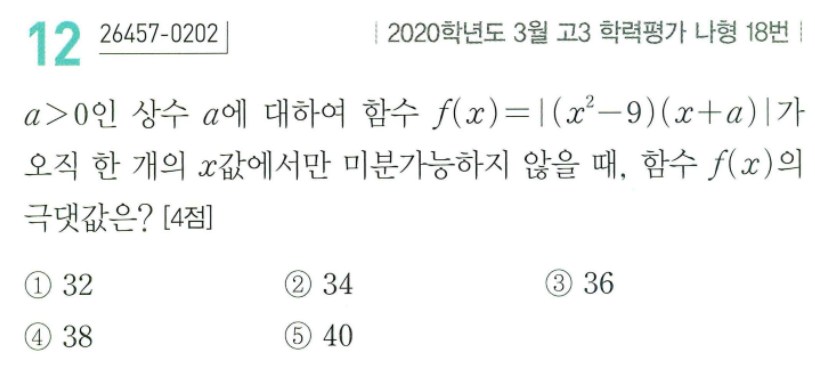 12 26457-0202 | 2020학년도 3월 고3 학력평가 나형 18번 |
a>0인 상수 a에 대하여 함수 f(x)=|(x²-9)(x+a)|가
오직 한 개의 x값에서만 미분가능하지 않을 때, 함수 f(x)의
극댓값은? [4점]
① 32 ② 34 ③ 36
④ 38 ⑤ 40